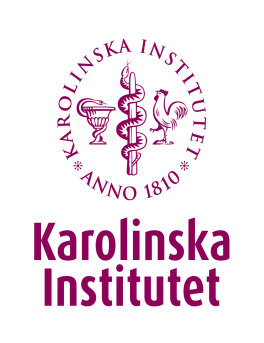 KAROLINSKA INSTITUTET
* ANNO 1810 *
Karolinska
Institutet